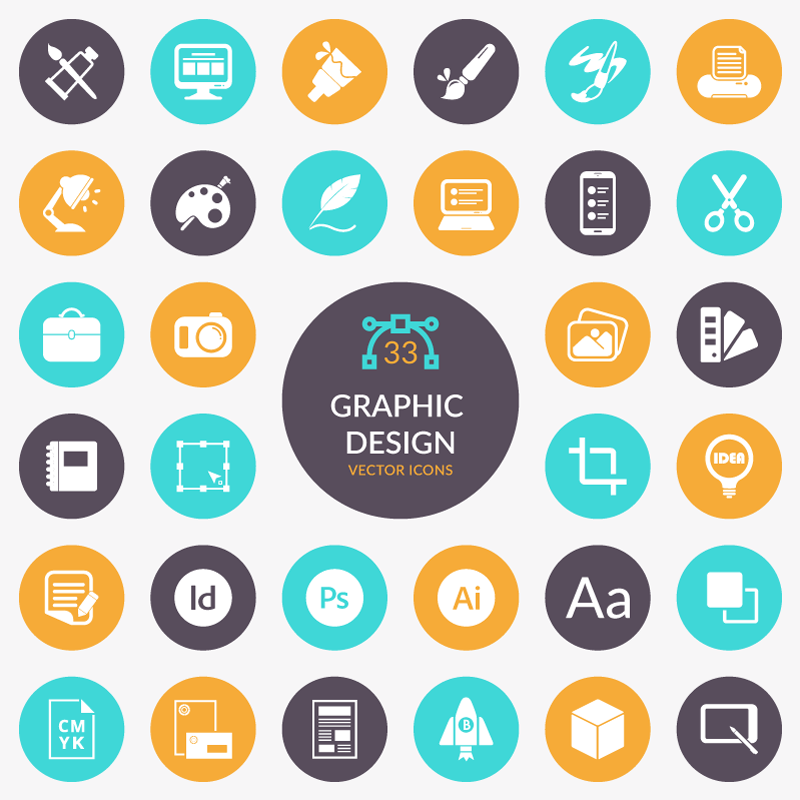 33
GRAPHIC
DESIGN
VECTOR ICONS
IDEA
Id
Ps
Ai
Aa
CM
YK
B